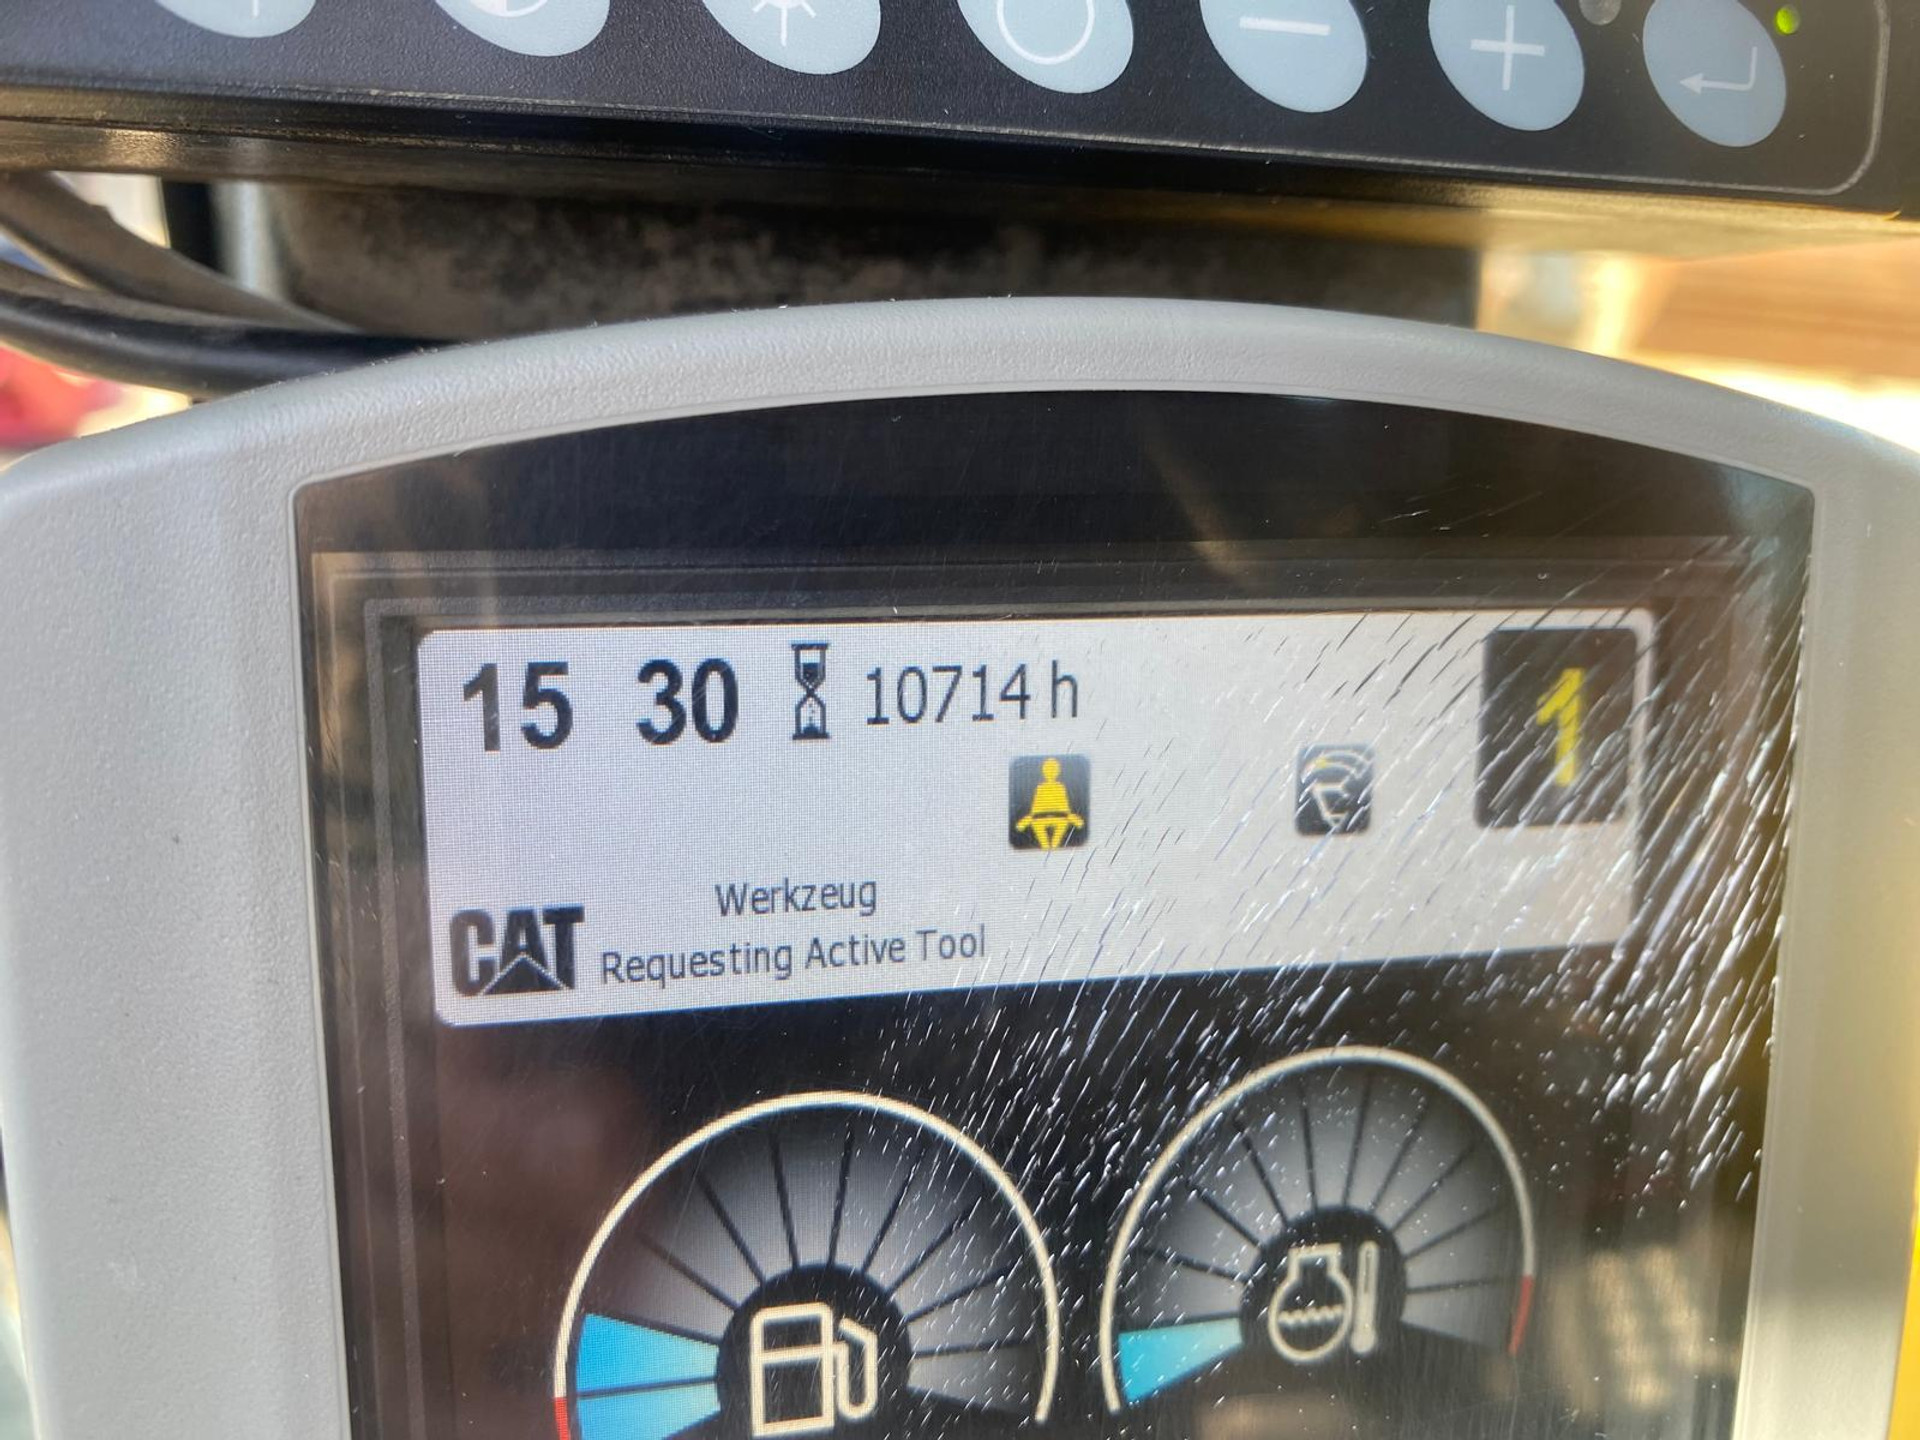 15 30 10714 h
1
Werkzeug
CAT Requesting Active Tool